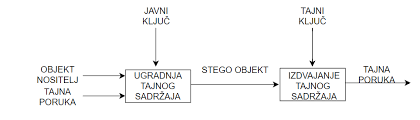 JAVNI
KLJUČ
TAJNI
KLJUČ
OBJEKT
NOSITELJ
TAJNA
PORUKA
UGRADNJA
TAJNOG
SADRŽAJA
STEGO OBJEKT
IZDVAJANJE
TAJNOG
SADRŽAJA
TAJNA
PORUKA